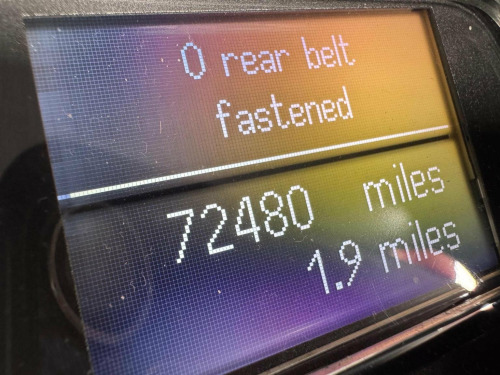 0 rear belt
fastened
72480 miles
1.9 miles